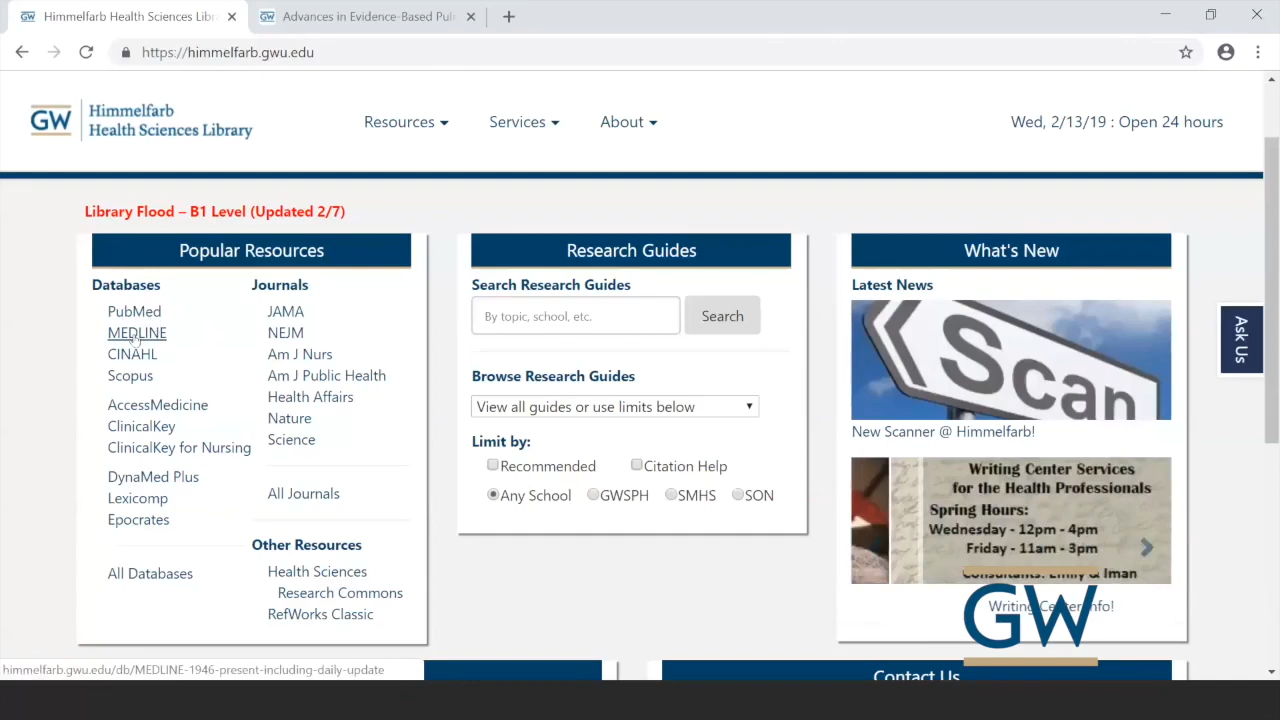 Himmelfarb Health Sciences Libr
Advances in Evidence-Based Pul
https://himmelfarb.gwu.edu
GW
Himmelfarb
Health Sciences Library
Resources
Services
About
Wed, 2/13/19 : Open 24 hours
Library Flood – B1 Level (Updated 2/7)
Popular Resources
Databases
PubMed
MEDLINE
CINAHL
Scopus
AccessMedicine
ClinicalKey
ClinicalKey for Nursing
DynaMed Plus
Lexicomp
Epocrates
All Databases
Journals
JAMA
NEJM
Am J Nurs
Am J Public Health
Health Affairs
Nature
Science
All Journals
Other Resources
Health Sciences
Research Commons
RefWorks Classic
Research Guides
Search Research Guides
By topic, school, etc.
Search
Browse Research Guides
View all guides or use limits below
Limit by:
Recommended
Citation Help
Any School
GWSPH
SMHS
SON
What's New
Latest News
Scan
New Scanner @ Himmelfarb!
Writing Center Services
for the Health Professionals
Spring Hours:
Wednesday - 12pm - 4pm
Friday - 11am - 3pm
Consultants: Emily & Iman
Writing Center Info!
GW
Ask Us
Contact Us
himmelfarb.gwu.edu/db/MEDLINE-1946-present-including-daily-update